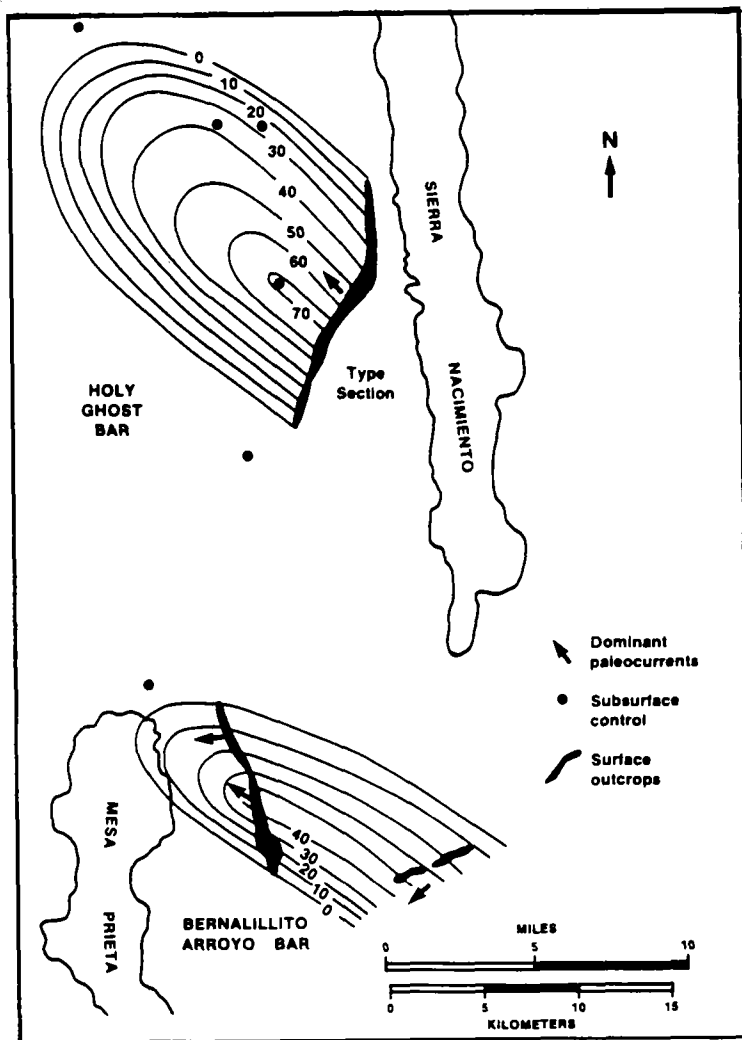 0
10
20
30
40
50
60
70
N
SIERRA
NACIMIENTO
Type
Section
HOLY
GHOST
BAR
Dominant
paleocurrents
Subsurface
control
Surface
outcrops
MESA
PRIETA
40
30
20
10
0
BERNALILLITO
ARROYO BAR
MILES
0 5 10
0 5 10 15
KILOMETERS